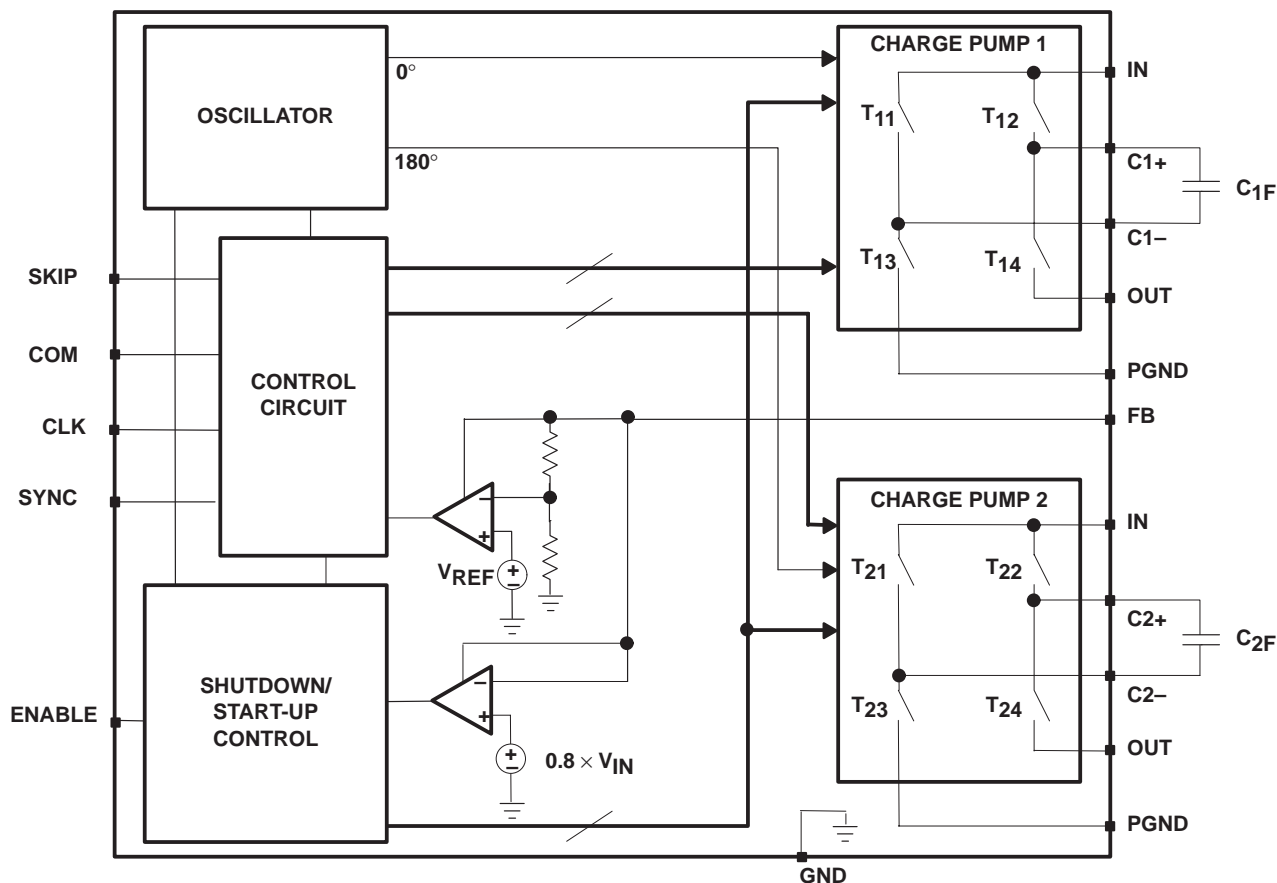 OSCILLATOR
0°
180°
CHARGE PUMP 1
T11
T12
T13
T14
IN
C1+
C1F
C1–
OUT
PGND
FB
SKIP
COM
CLK
SYNC
CONTROL
CIRCUIT
–
+
VREF
+
–
CHARGE PUMP 2
T21
T22
T23
T24
IN
C2+
C2F
C2–
OUT
PGND
ENABLE
SHUTDOWN/
START-UP
CONTROL
–
+
+
–
0.8 × VIN
GND